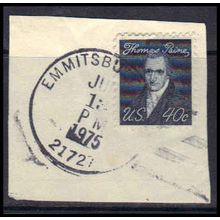 EMMITSBU
JU
1
PM
1975
21727
Thomas Paine
U.S. 40c